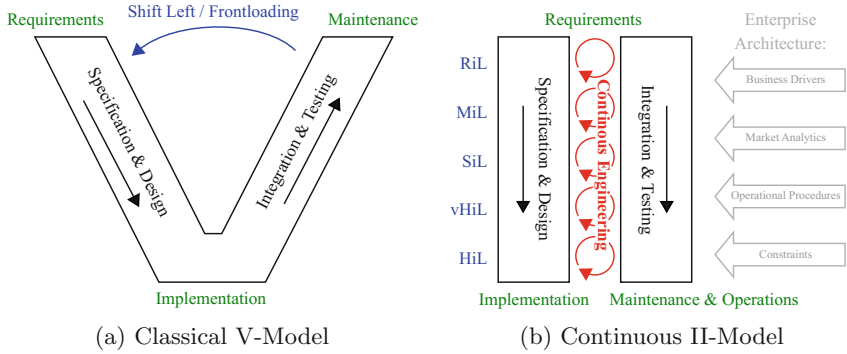 Requirements
Shift Left / Frontloading
Maintenance
Specification & Design
Integration & Testing
Implementation
(a) Classical V-Model
Requirements
Enterprise
Architecture:
RiL
MiL
SiL
vHiL
HiL
Specification & Design
Continous Engineering
Integration & Testing
Business Drivers
Market Analytics
Operational Procedures
Constraints
Implementation
Maintenance & Operations
(b) Continuous II-Model